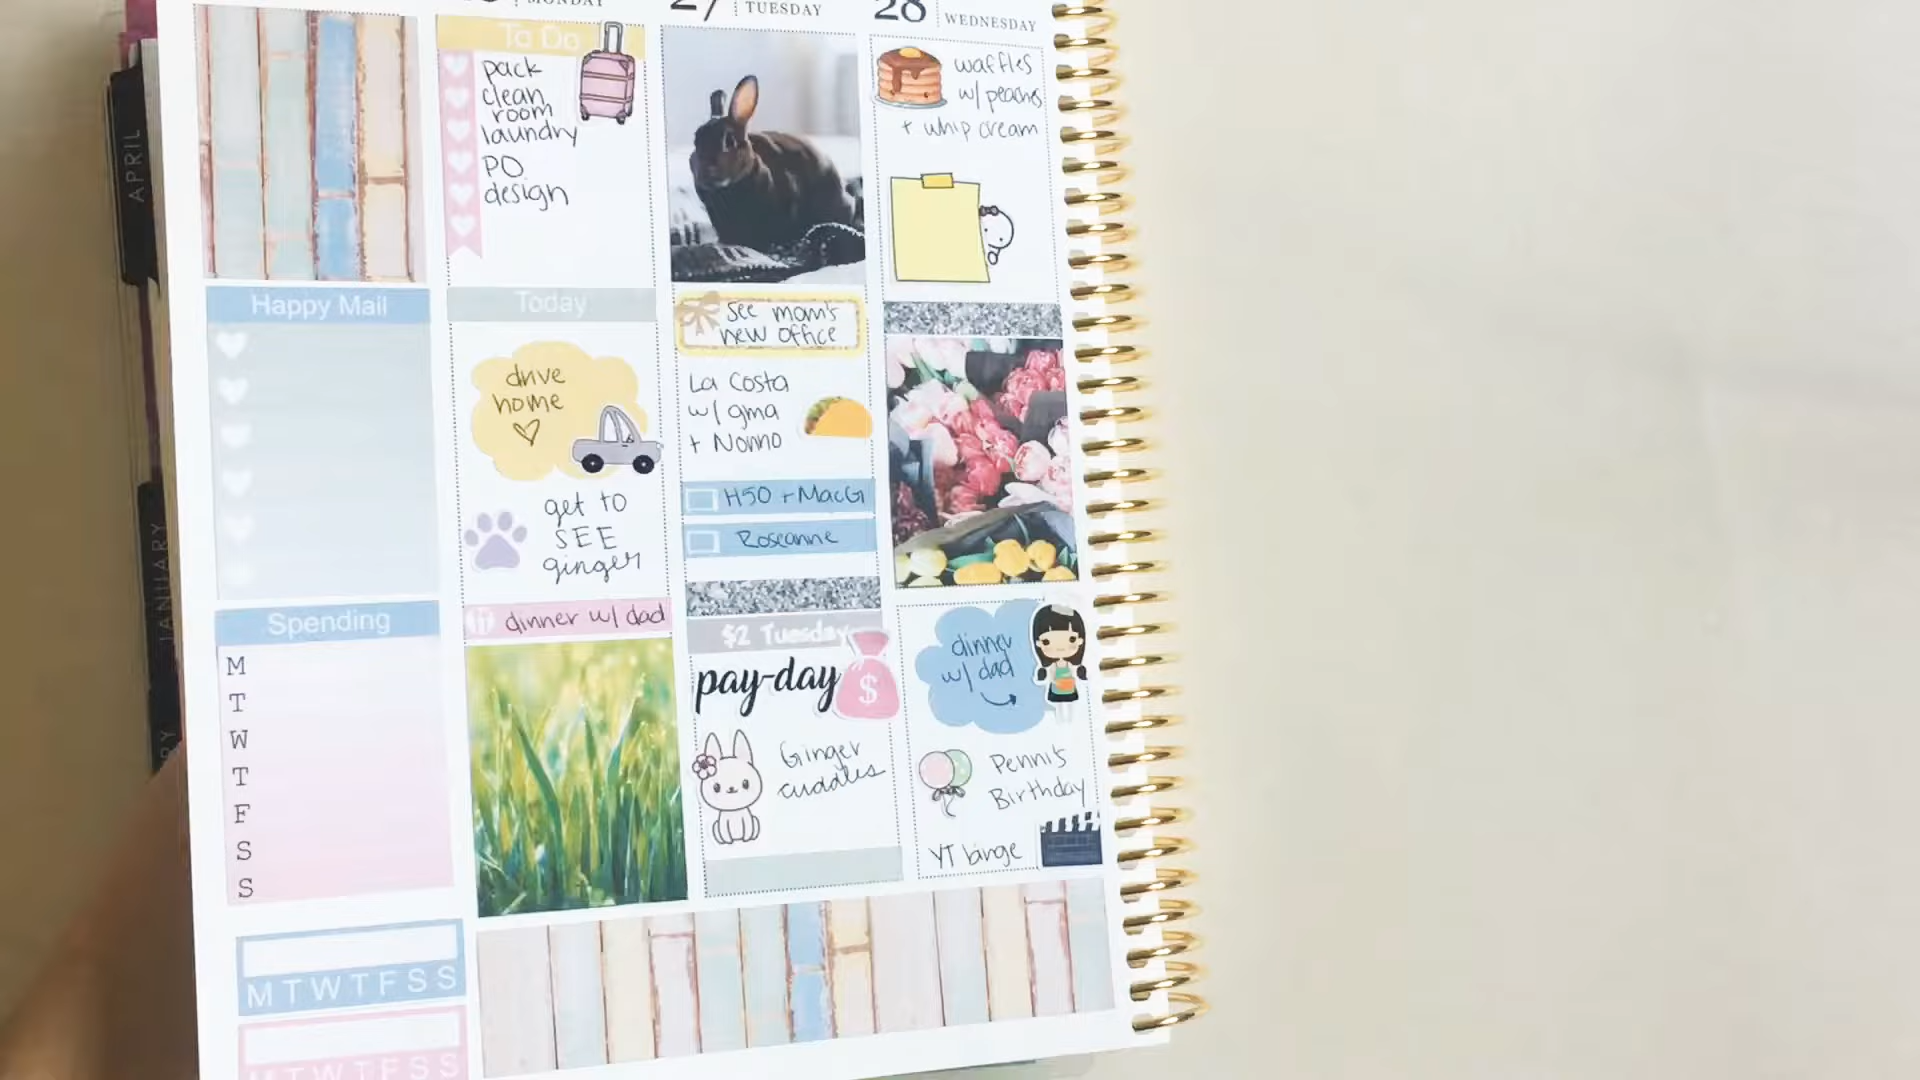 MONDAY
27
TUESDAY
28
WEDNESDAY
APRIL
JANUARY
To Do
pack
clean
room
laundry
PO
design
waffles
w/ peaches
+ whip cream
Happy Mail
Today
drive
home
get to
SEE
ginger
dinner w/ dad
See mom's
new office
La Costa
w/ gma
+ Nonno
H50 + MacG
Roseanne
$2 Tuesday
pay-day
$
Ginger
cuddles
dinner
w/ dad
Penni's
Birthday
YT binge
Spending
M
T
W
T
F
S
S
M T W T F S S
M T W T F S S